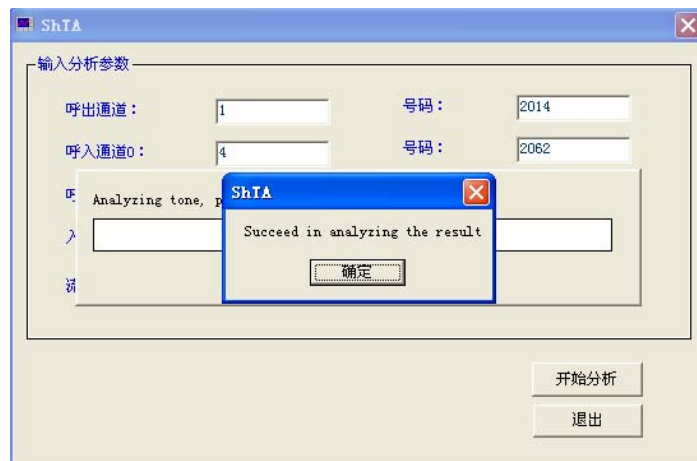 ShTA
输入分析参数
呼出通道： 1 号码： 2014
呼入通道0： 4 号码： 2062
Analyzing tone, p
ShTA
Succeed in analyzing the result
确定
开始分析
退出